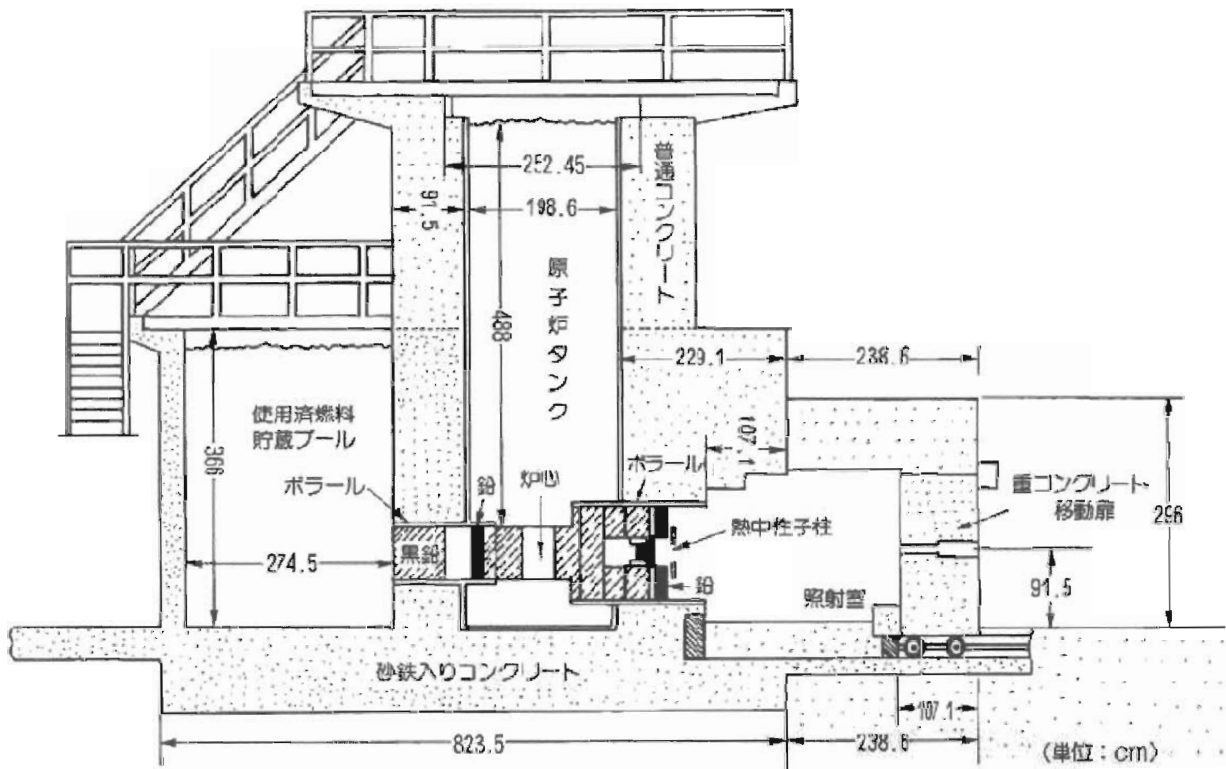 252.45
91.5
198.6
普通コンクリート
原子炉タンク
488
229.1
238.6
使用済燃料
貯蔵プール
366
107.1
ボラール
鉛
炉心
ボラール
重コンクリート
移動扉
296
黒鉛
熱中性子柱
274.5
鉛
照射室
91.5
砂鉄入りコンクリート
107.1
823.5
238.6
(単位:cm)